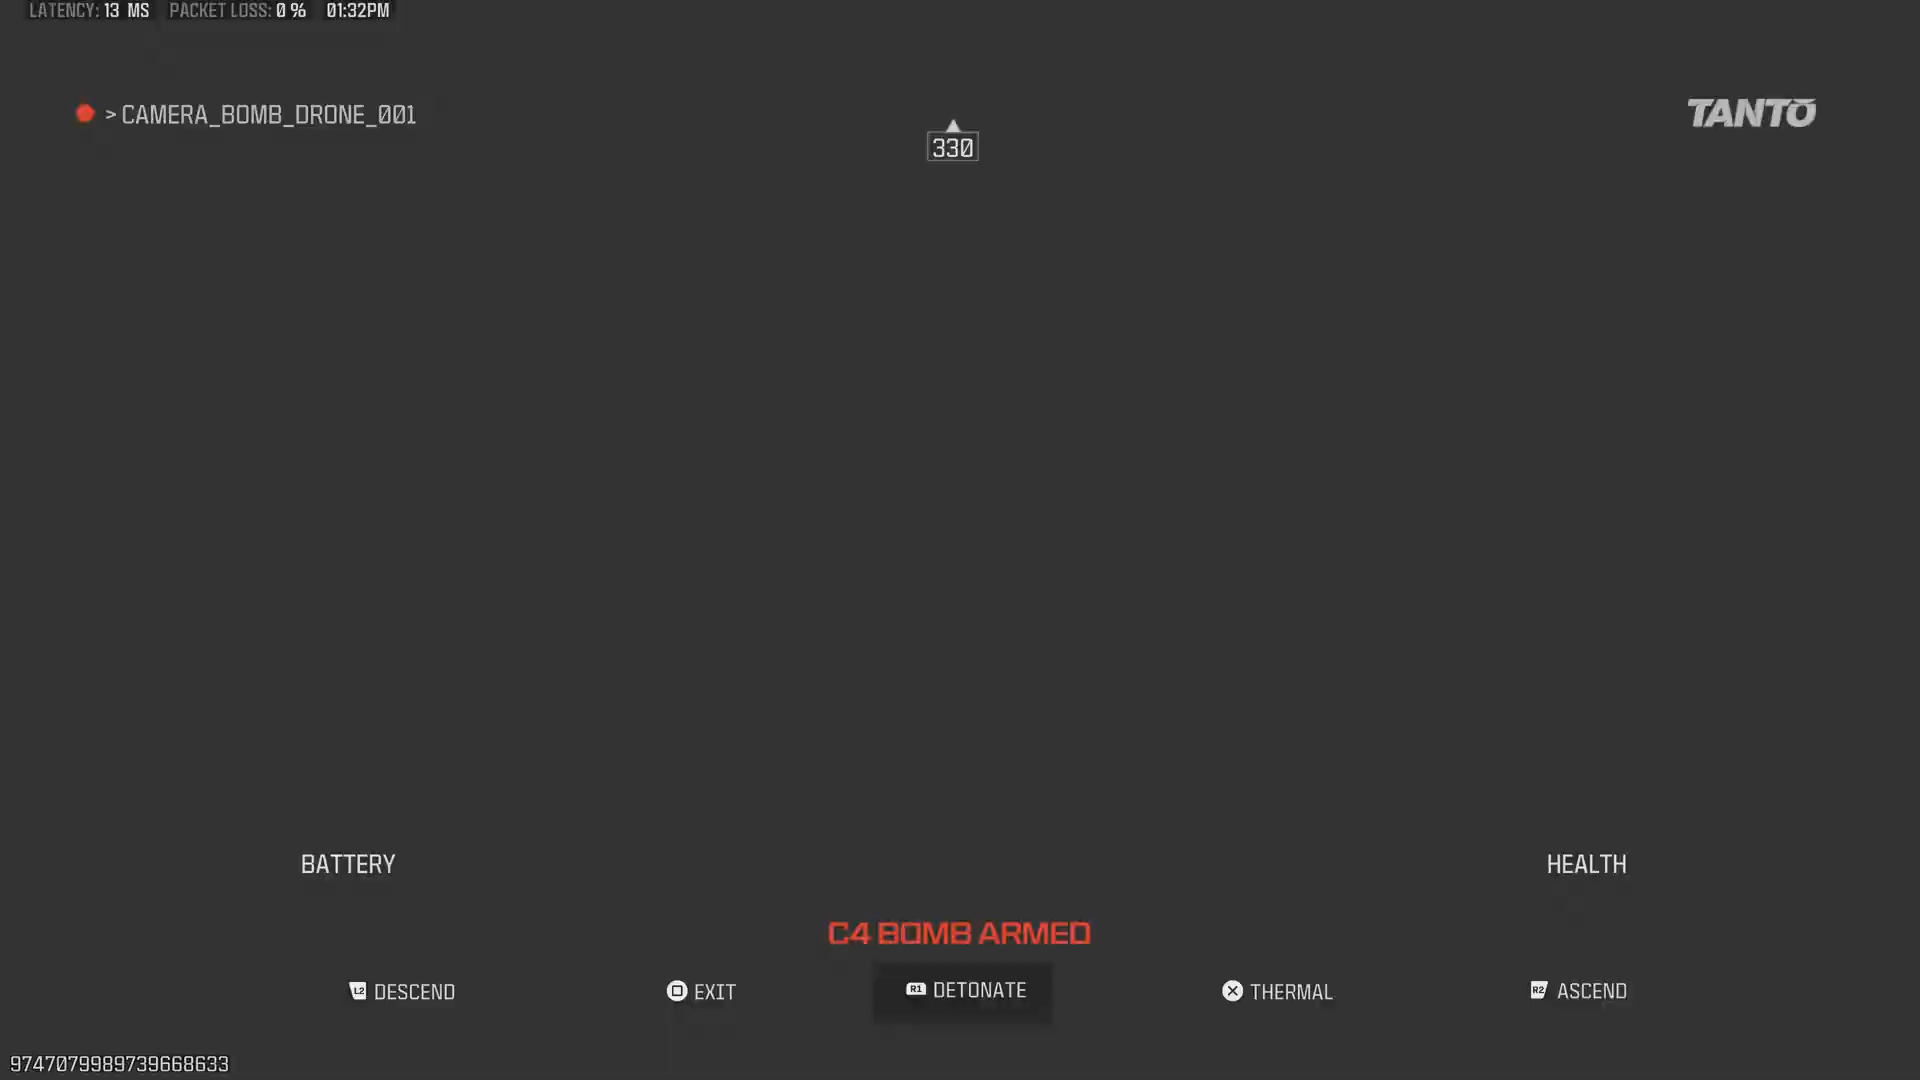 LATENCY: 13 MS PACKET LOSS: 0 % 01:32PM
>CAMERA_BOMB_DRONE_001
TANTŌ
330
BATTERY
HEALTH
C4 BOMB ARMED
L2 DESCEND
EXIT
R1 DETONATE
THERMAL
R2 ASCEND
9747079989739668633